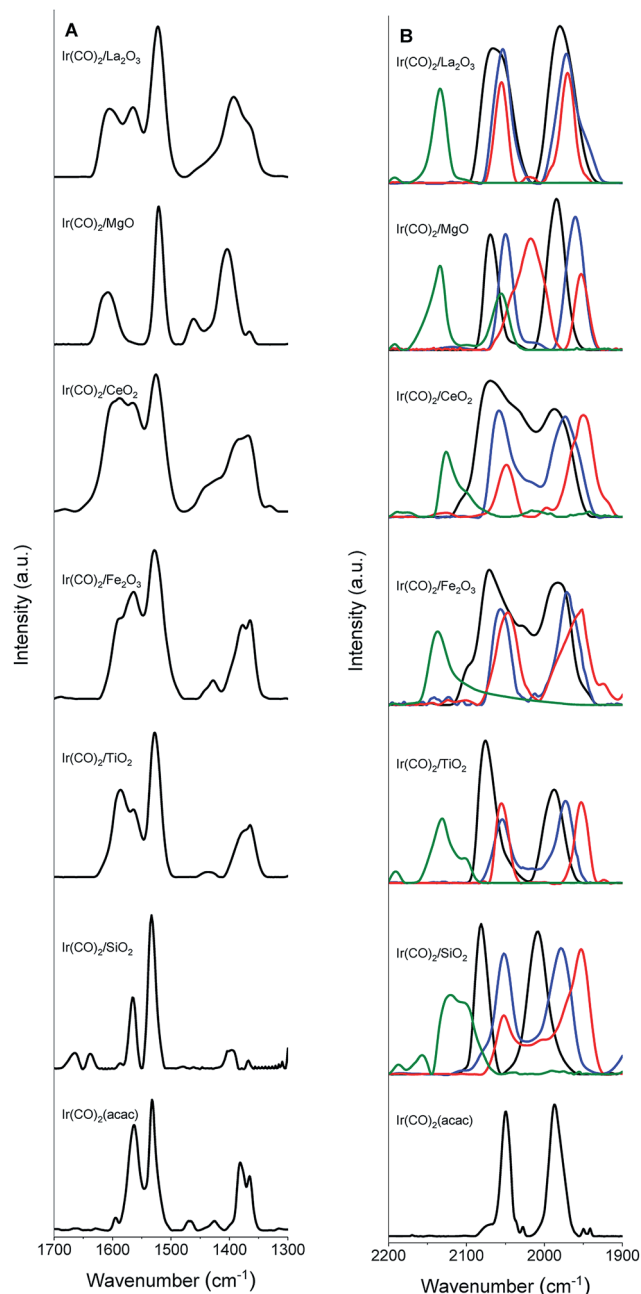 A
Ir(CO)₂/La₂O₃
Ir(CO)₂/MgO
Ir(CO)₂/CeO₂
Ir(CO)₂/Fe₂O₃
Ir(CO)₂/TiO₂
Ir(CO)₂/SiO₂
Ir(CO)₂(acac)
Intensity (a.u.)
1700 1600 1500 1400 1300
Wavenumber (cm⁻¹)
B
Ir(CO)₂/La₂O₃
Ir(CO)₂/MgO
Ir(CO)₂/CeO₂
Ir(CO)₂/Fe₂O₃
Ir(CO)₂/TiO₂
Ir(CO)₂/SiO₂
Ir(CO)₂(acac)
Intensity (a.u.)
2200 2100 2000 1900
Wavenumber (cm⁻¹)